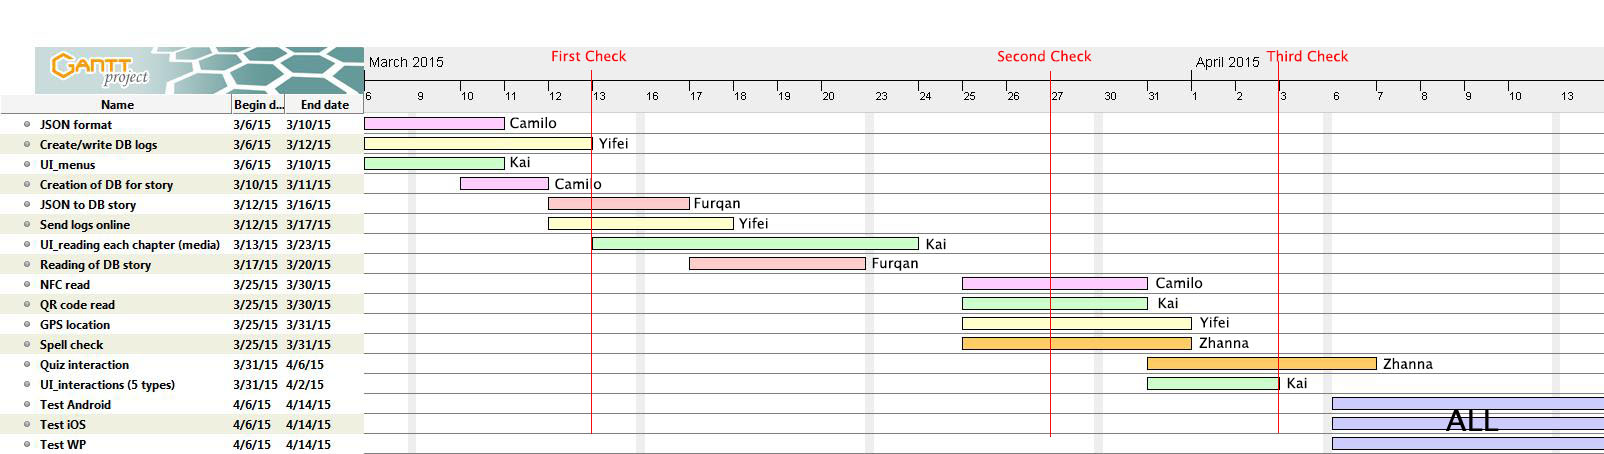 First Check Second Check Third Check
GANTT project
March 2015 April 2015
Name Begin d... End date 6 9 10 11 12 13 16 17 18 19 20 23 24 25 26 27 30 31 1 2 3 6 7 8 9 10 13
JSON format 3/6/15 3/10/15 Camilo
Create/write DB logs 3/6/15 3/12/15 Yifei
UI_menus 3/6/15 3/10/15 Kai
Creation of DB for story 3/10/15 3/11/15 Camilo
JSON to DB story 3/12/15 3/16/15 Furqan
Send logs online 3/12/15 3/17/15 Yifei
UI_reading each chapter (media) 3/13/15 3/23/15 Kai
Reading of DB story 3/17/15 3/20/15 Furqan
NFC read 3/25/15 3/30/15 Camilo
QR code read 3/25/15 3/30/15 Kai
GPS location 3/25/15 3/31/15 Yifei
Spell check 3/25/15 3/31/15 Zhanna
Quiz interaction 3/31/15 4/6/15 Zhanna
UI_interactions (5 types) 3/31/15 4/2/15 Kai
Test Android 4/6/15 4/14/15
Test iOS 4/6/15 4/14/15 ALL
Test WP 4/6/15 4/14/15